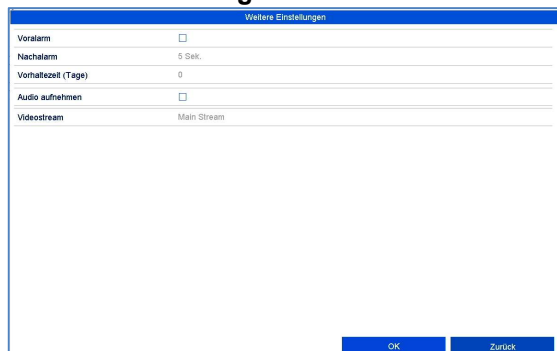 Weitere Einstellungen
Voralarm
Nachalarm 5 Sek.
Vorhaltezeit (Tage) 0
Audio aufnehmen
Videostream Main Stream
OK Zurück